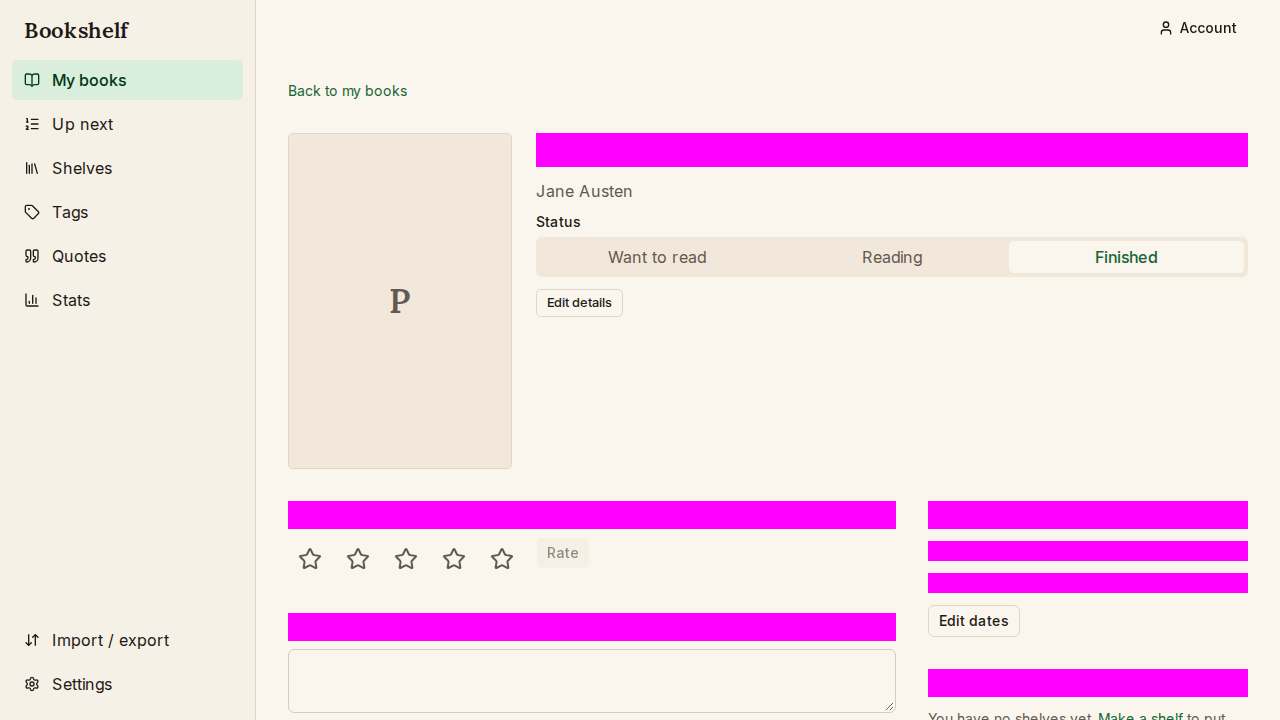 Bookshelf
My books
Up next
Shelves
Tags
Quotes
Stats
Import / export
Settings
Account
Back to my books
P
Jane Austen
Status
Want to read
Reading
Finished
Edit details
Rate
Edit dates
You have no shelves yet. Make a shelf to put